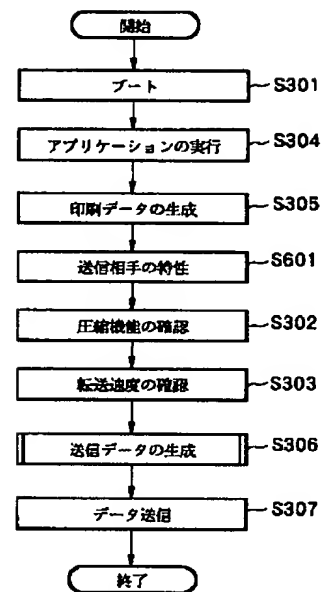 開始
ブート S301
アプリケーションの実行 S304
印刷データの生成 S305
送信相手の特性 S601
圧縮機能の確認 S302
転送速度の確認 S303
送信データの生成 S306
データ送信 S307
終了